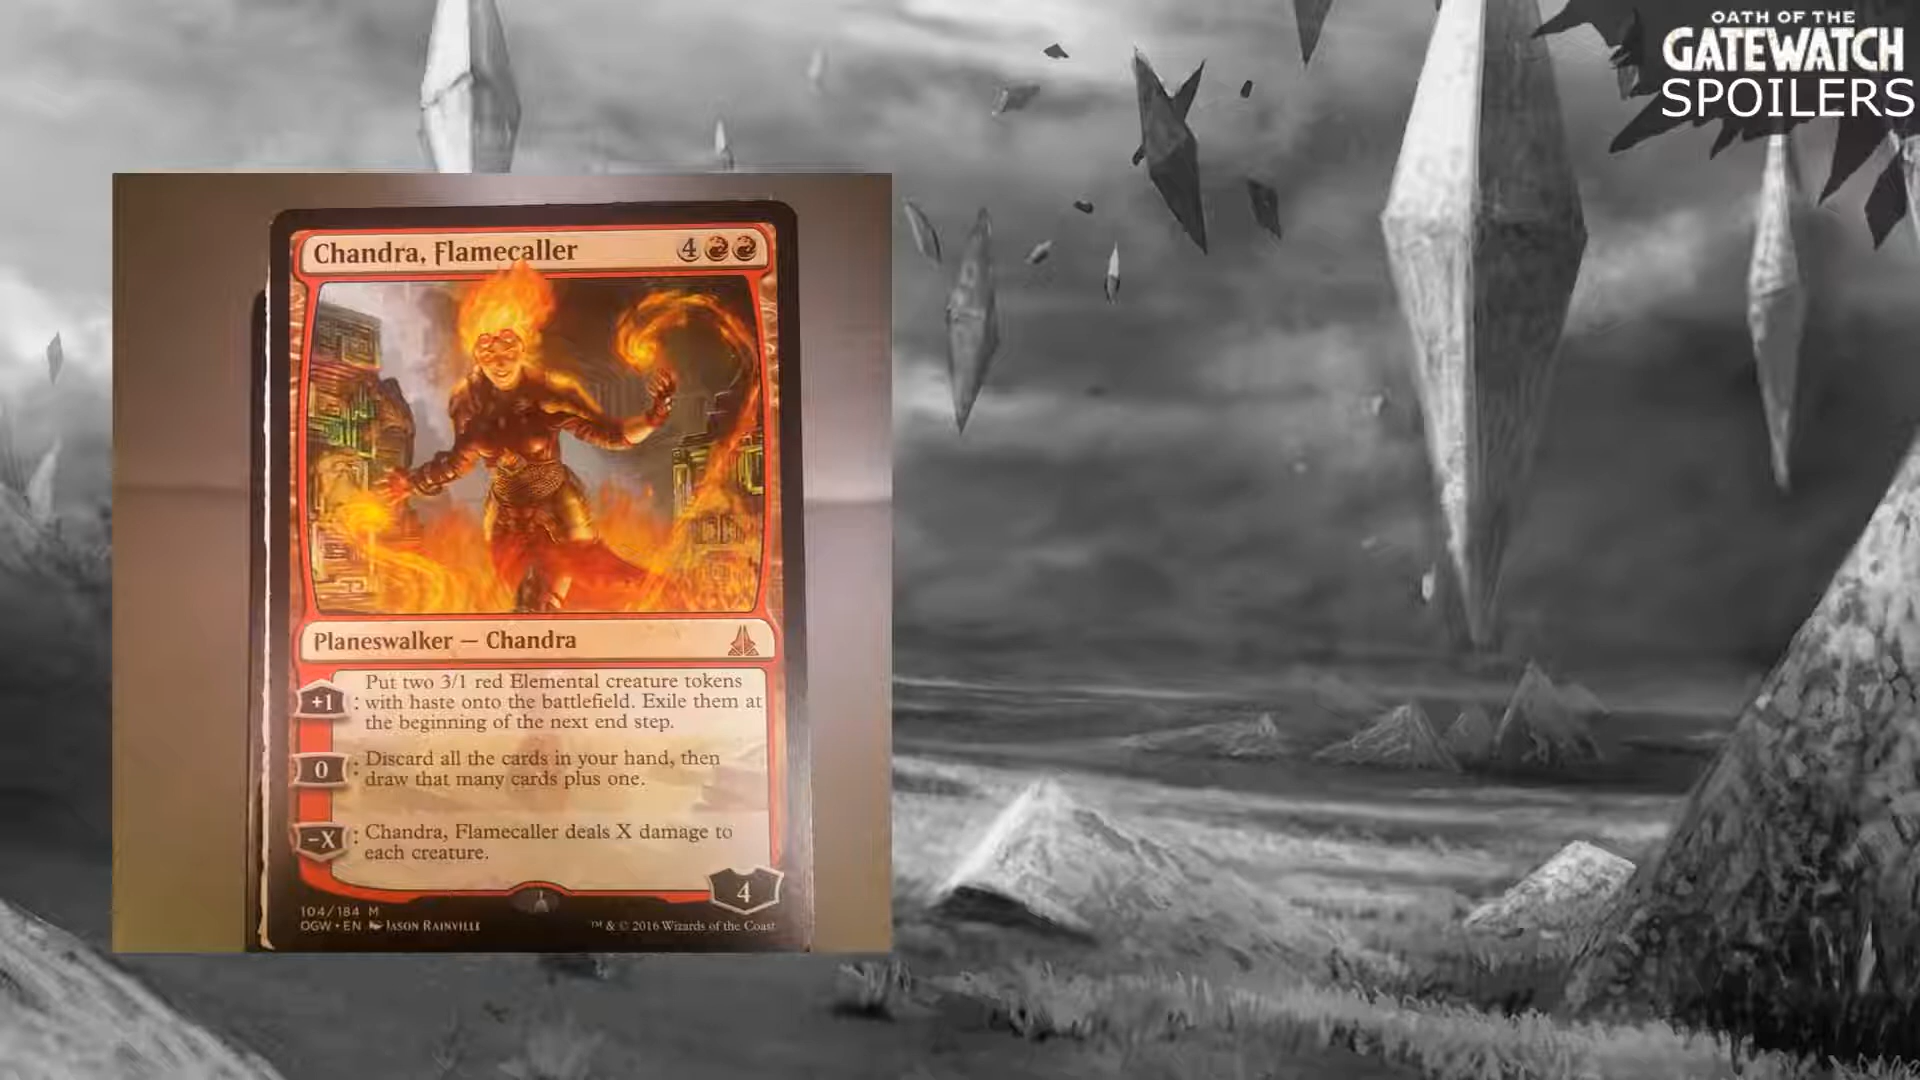 OATH OF THE
GATEWATCH
SPOILERS
Chandra, Flamecaller 4
Planeswalker — Chandra
+1 : Put two 3/1 red Elemental creature tokens
with haste onto the battlefield. Exile them at
the beginning of the next end step.
0 : Discard all the cards in your hand, then
draw that many cards plus one.
-X : Chandra, Flamecaller deals X damage to
each creature.
4
104/184 M
OGW • EN JASON RAINVILLE
™ & © 2016 Wizards of the Coast